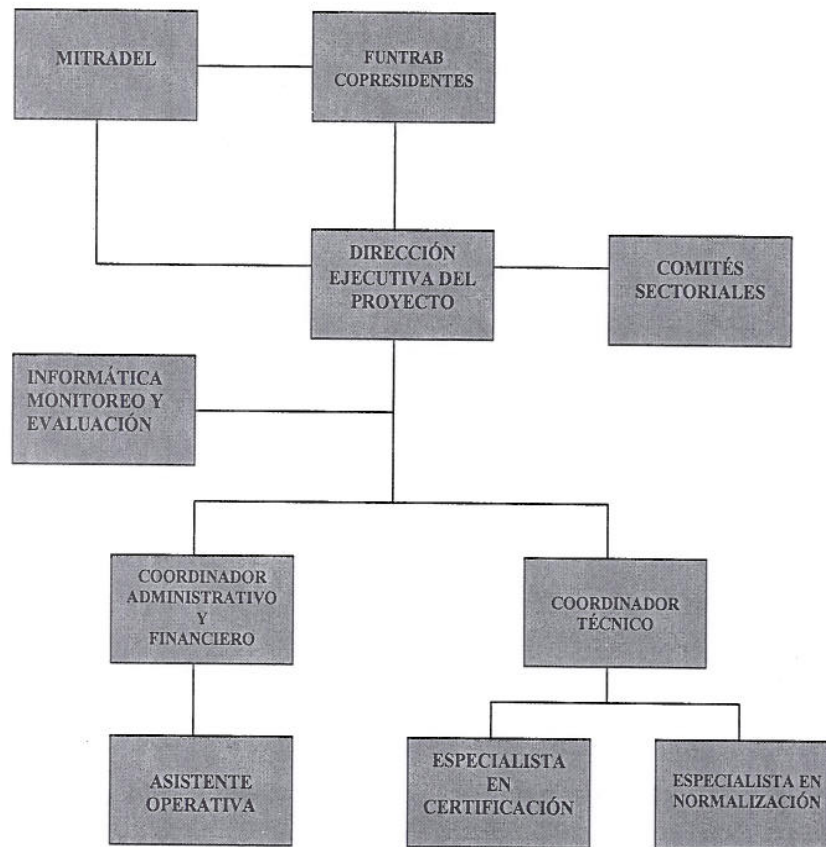 MITRADEL
FUNTRAB
COPRESIDENTES
DIRECCIÓN
EJECUTIVA DEL
PROYECTO
COMITÉS
SECTORIALES
INFORMÁTICA
MONITOREO Y
EVALUACIÓN
COORDINADOR
ADMINISTRATIVO
Y
FINANCIERO
COORDINADOR
TÉCNICO
ASISTENTE
OPERATIVA
ESPECIALISTA
EN
CERTIFICACIÓN
ESPECIALISTA EN
NORMALIZACIÓN